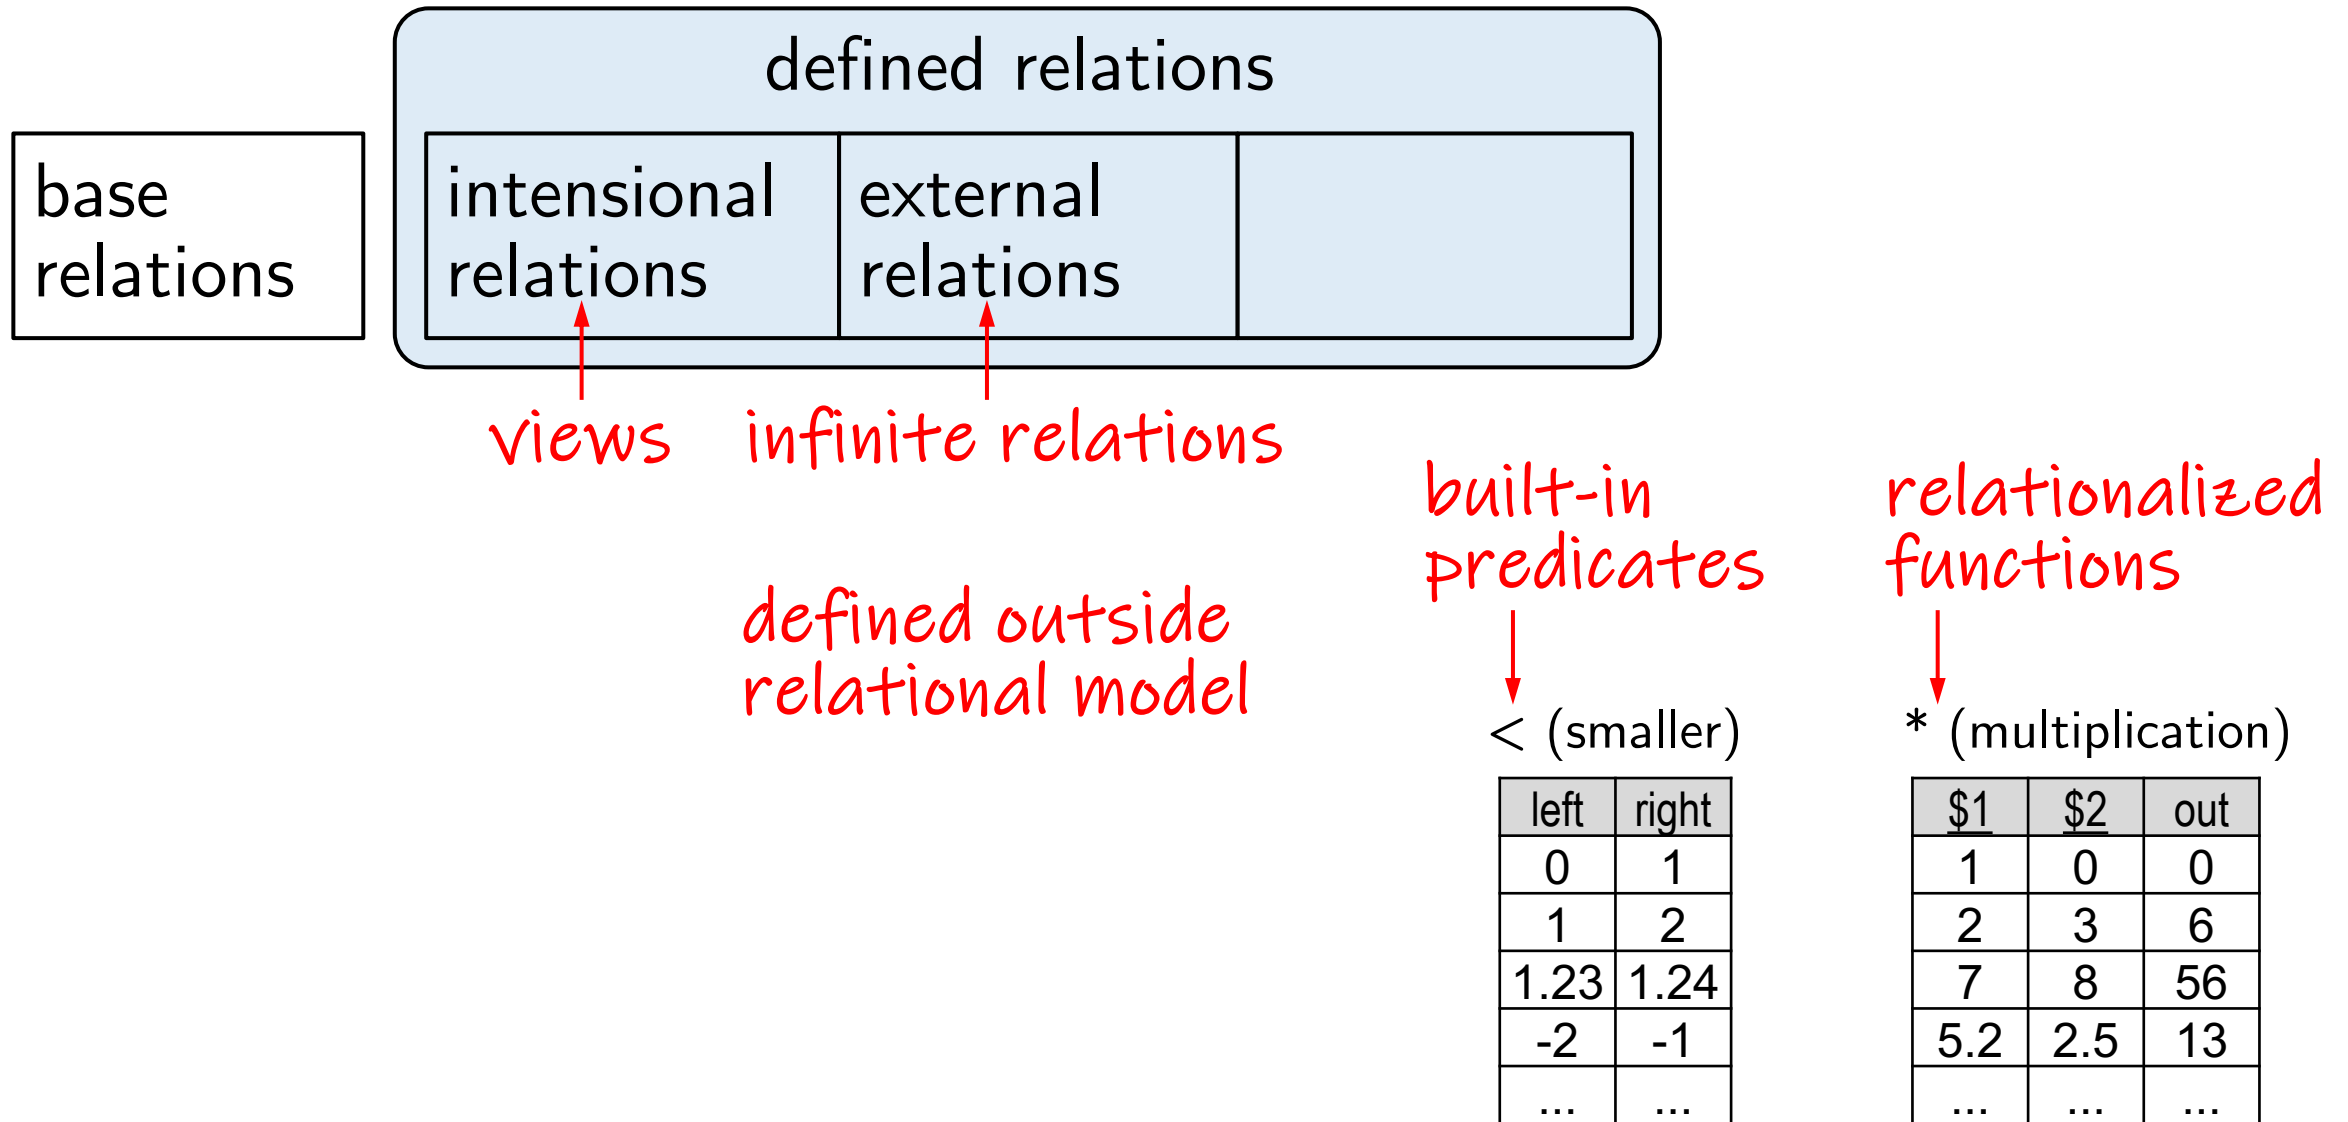 defined relations
base
relations
intensional
relations
external
relations
views
infinite relations
defined outside
relational model
built-in
predicates
relationalized
functions
< (smaller)
left right
0 1
1 2
1.23 1.24
-2 -1
... ...
* (multiplication)
$1 $2 out
1 0 0
2 3 6
7 8 56
5.2 2.5 13
... ... ...